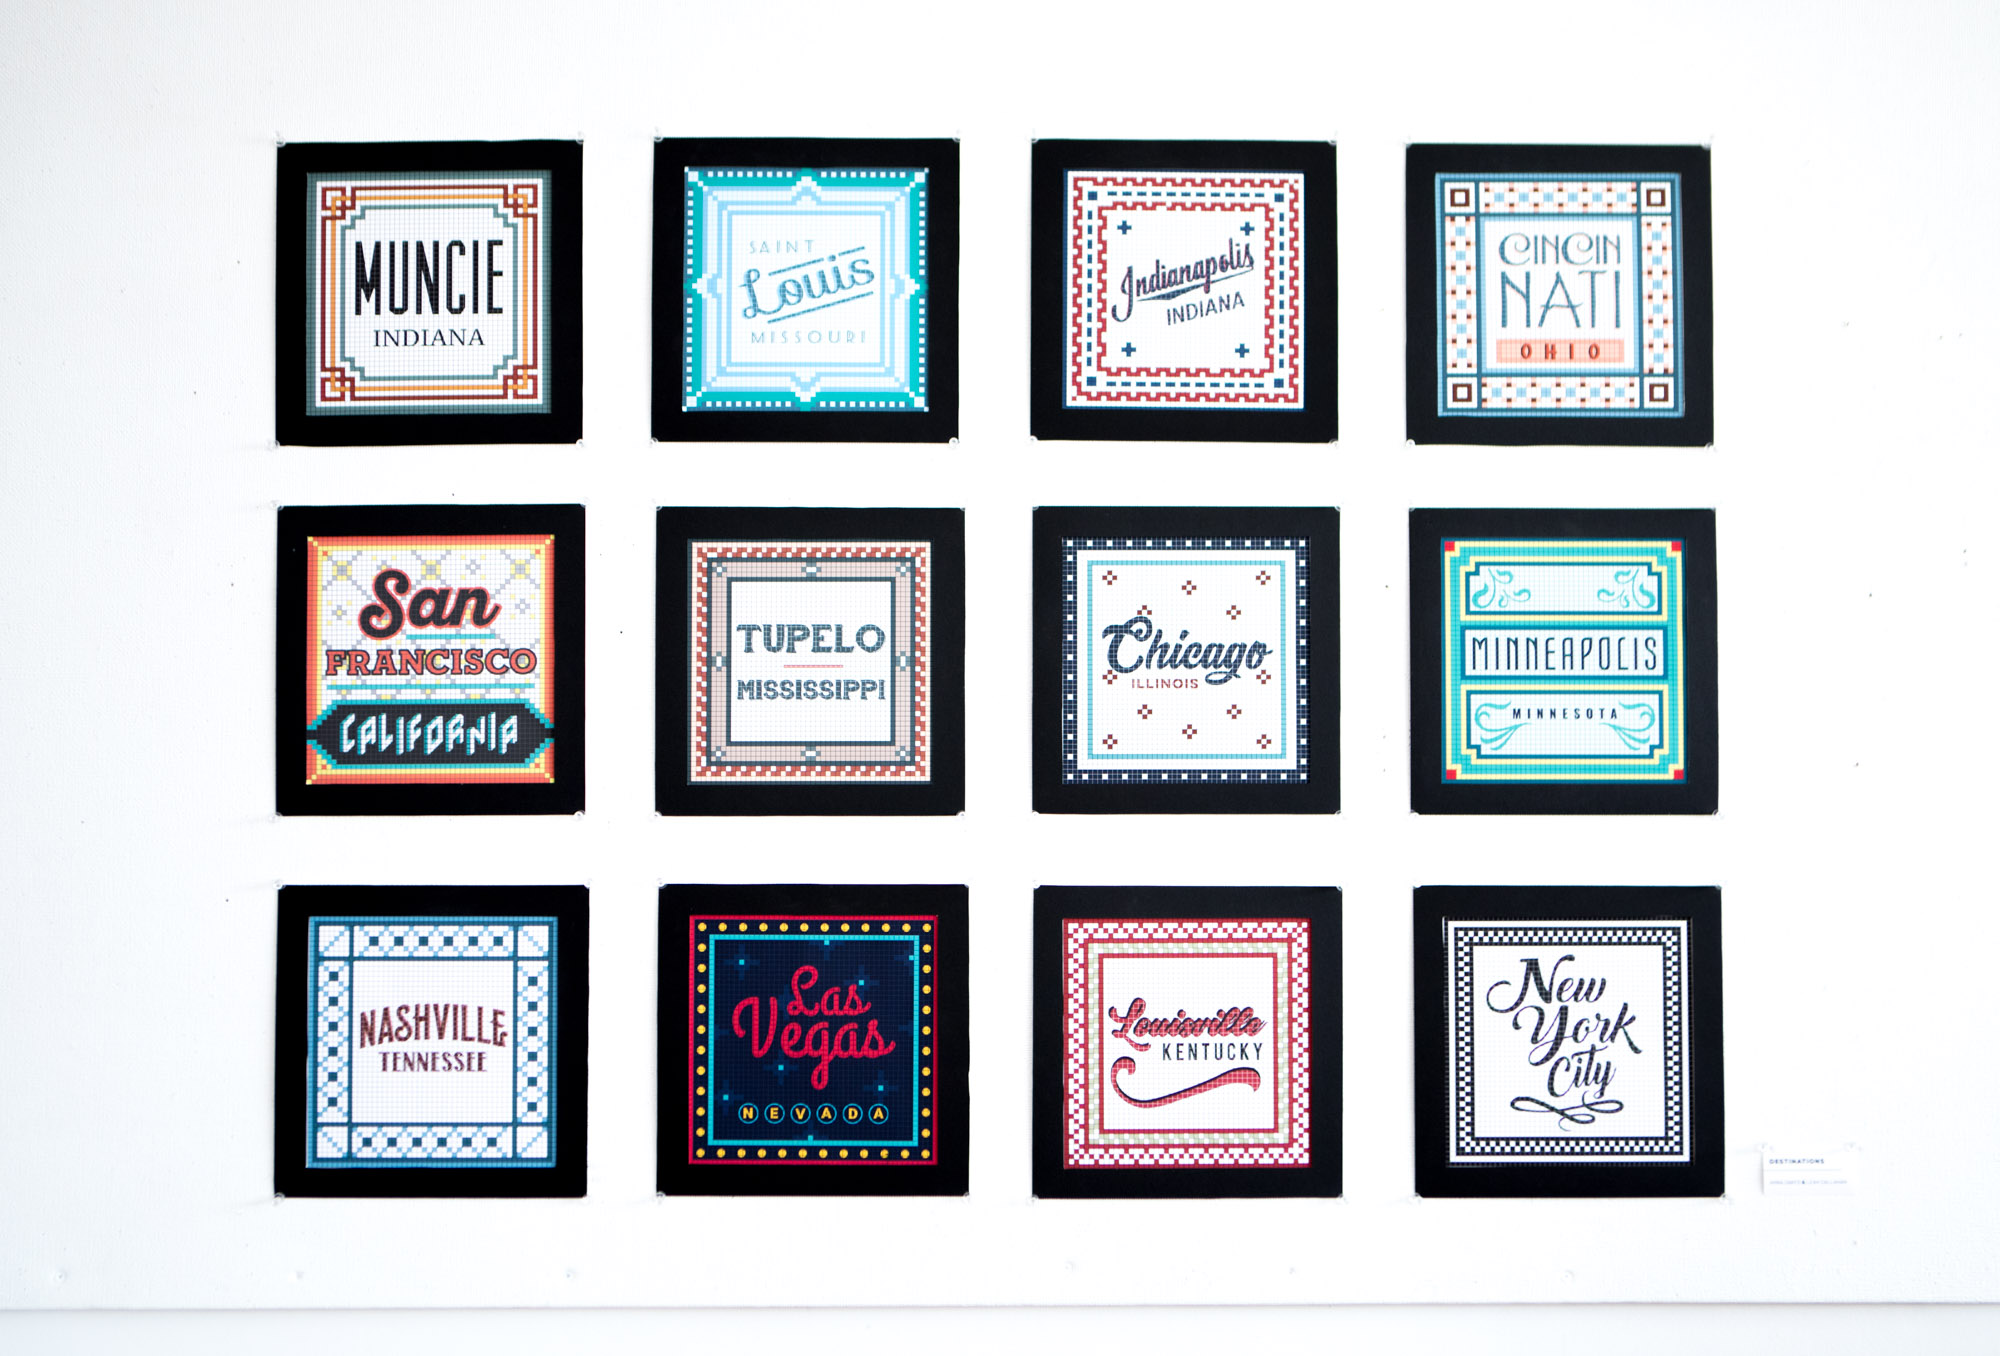 MUNCIE
INDIANA
SAINT
Louis
MISSOURI
Indianapolis
INDIANA
CINCIN
NATI
OHIO
San
FRANCISCO
CALIFORNIA
TUPELO
MISSISSIPPI
Chicago
ILLINOIS
MINNEAPOLIS
MINNESOTA
NASHVILLE
TENNESSEE
Las
Vegas
NEVADA
Louisville
KENTUCKY
New
York
City
DESTINATIONS